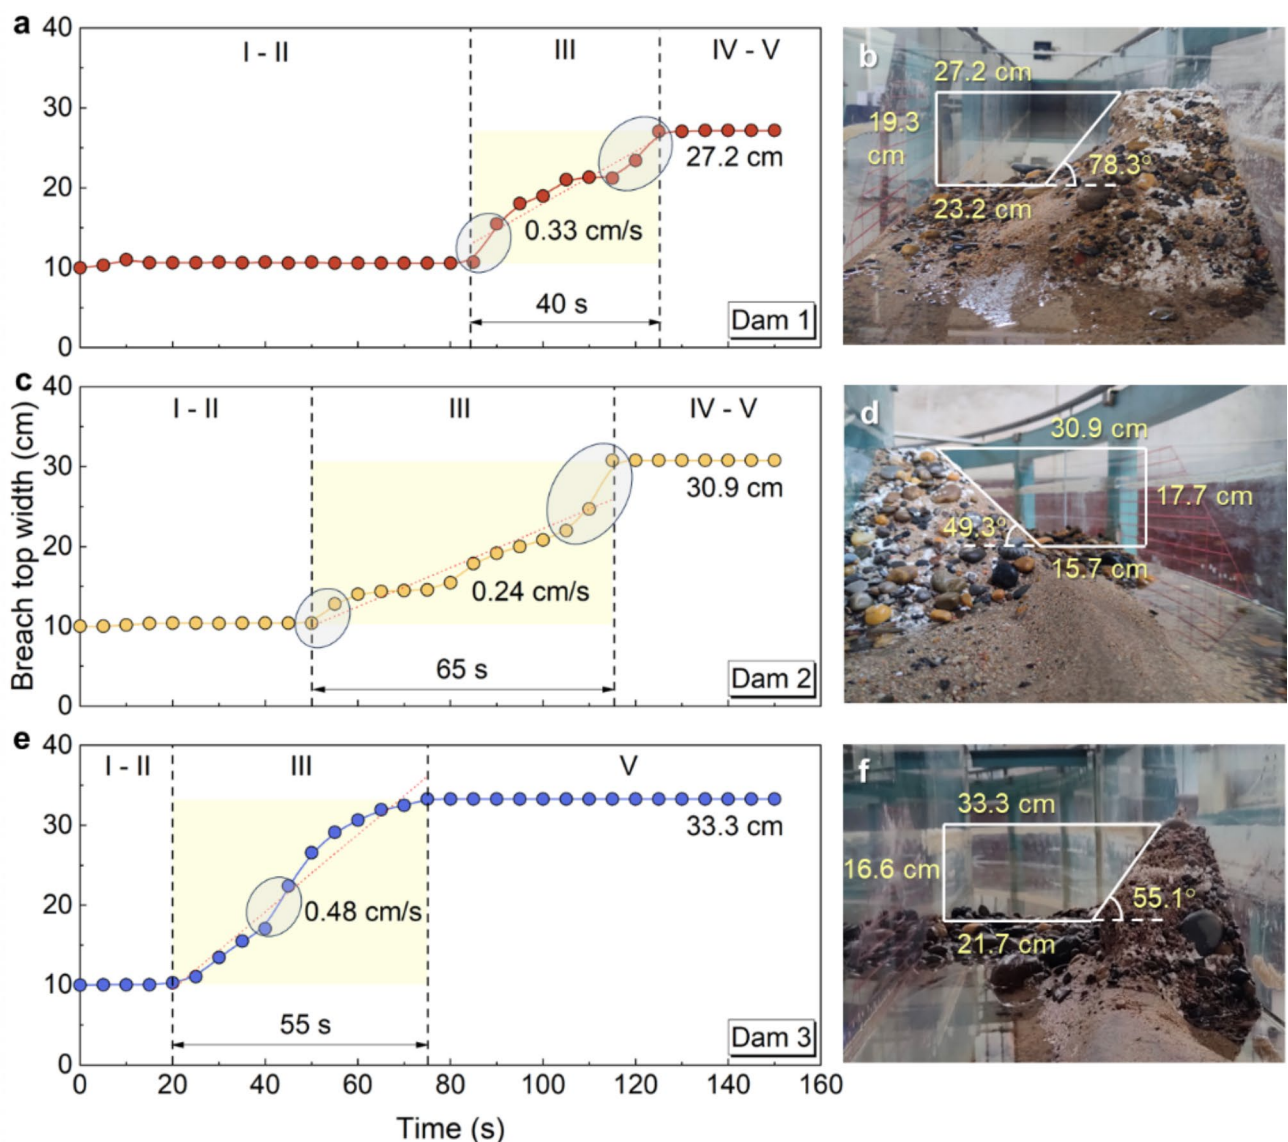 a
40
30
20
10
0
I - II
III
IV - V
27.2 cm
0.33 cm/s
40 s
Dam 1
b
27.2 cm
19.3
cm
78.3°
23.2 cm
c
40
30
20
10
0
I - II
III
IV - V
30.9 cm
0.24 cm/s
65 s
Dam 2
Breach top width (cm)
d
30.9 cm
17.7 cm
49.3°
15.7 cm
e
40
30
20
10
0
I - II
III
V
33.3 cm
0.48 cm/s
55 s
Dam 3
0 20 40 60 80 100 120 140 160
Time (s)
f
33.3 cm
16.6 cm
55.1°
21.7 cm